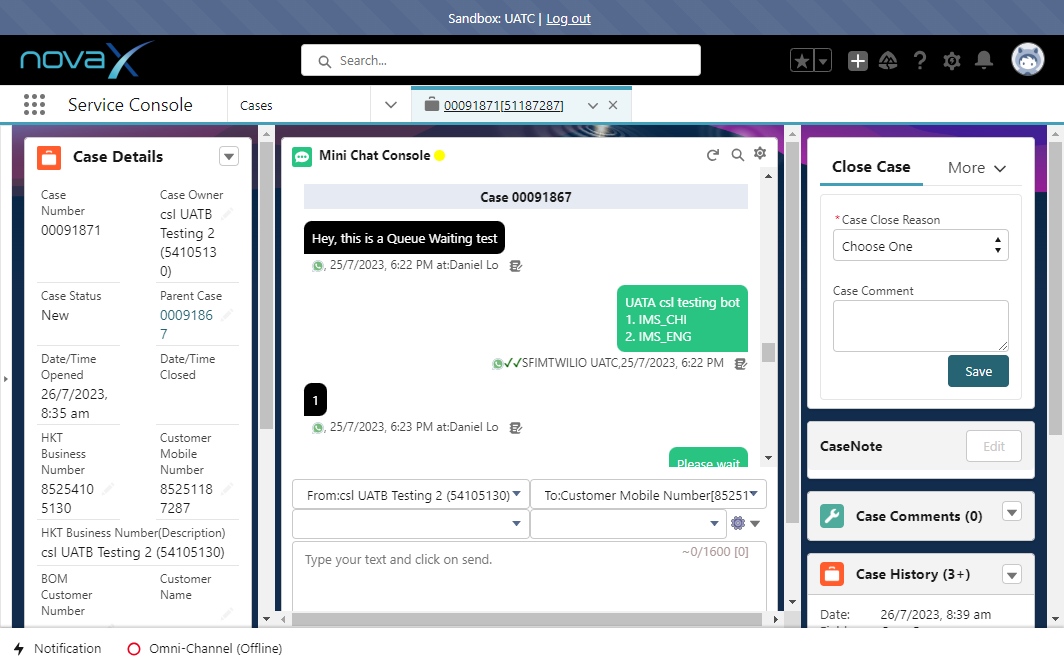 Sandbox: UATC | Log out
novaX
Search...
Service Console
Cases
00091871[51187287]
Case Details
Case
Number
00091871
Case Owner
csl UATB
Testing 2
(5410513
0)
Case Status
New
Parent Case
0009186
7
Date/Time
Opened
26/7/2023,
8:35 am
Date/Time
Closed
HKT
Business
Number
8525410
5130
Customer
Mobile
Number
8525118
7287
HKT Business Number(Description)
csl UATB Testing 2 (54105130)
BOM
Customer
Number
Customer
Name
Mini Chat Console
Case 00091867
Hey, this is a Queue Waiting test
, 25/7/2023, 6:22 PM at:Daniel Lo
UATA csl testing bot
1. IMS_CHI
2. IMS_ENG
SFIMTWILIO UATC,25/7/2023, 6:22 PM
1
, 25/7/2023, 6:23 PM at:Daniel Lo
Please wait
From:csl UATB Testing 2 (54105130)
To:Customer Mobile Number[85251
~0/1600 [0]
Type your text and click on send.
Close Case
More
*Case Close Reason
Choose One
Case Comment
Save
CaseNote
Edit
Case Comments (0)
Case History (3+)
Date:
26/7/2023, 8:39 am
Notification
Omni-Channel (Offline)